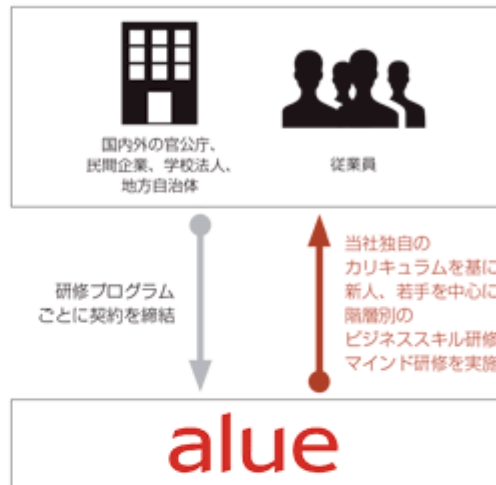 国内外の官公庁、
民間企業、学校法人、
地方自治体
従業員
研修プログラム
ごとに契約を締結
当社独自の
カリキュラムを基に
新人、若手を中心に
階層別の
ビジネススキル研修
マインド研修を実施
alue